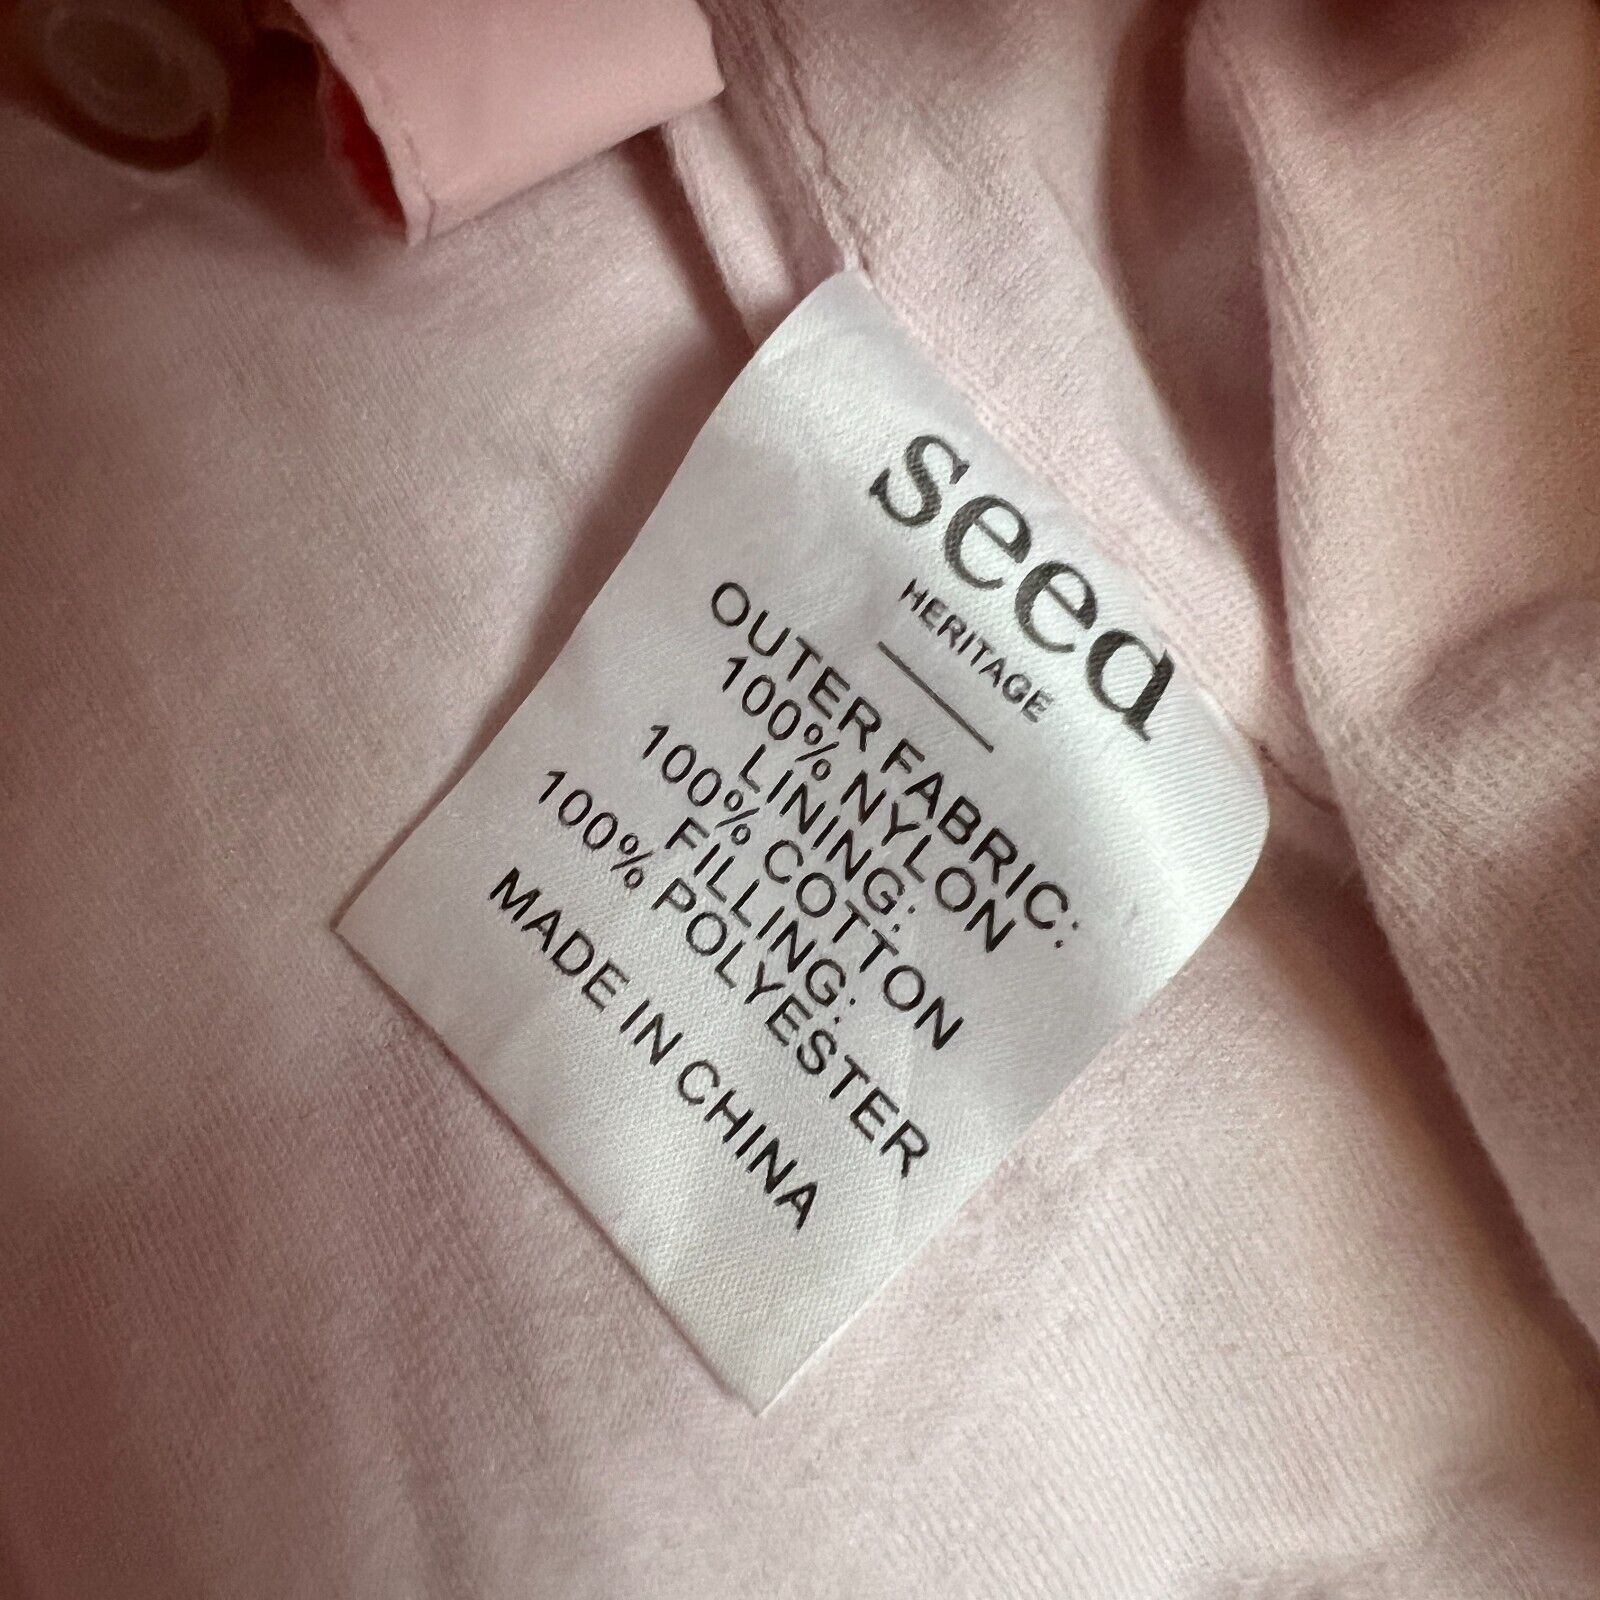 seed
HERITAGE
OUTER FABRIC:
100% NYLON
LINING:
100% COTTON
FILLING:
100% POLYESTER
MADE IN CHINA